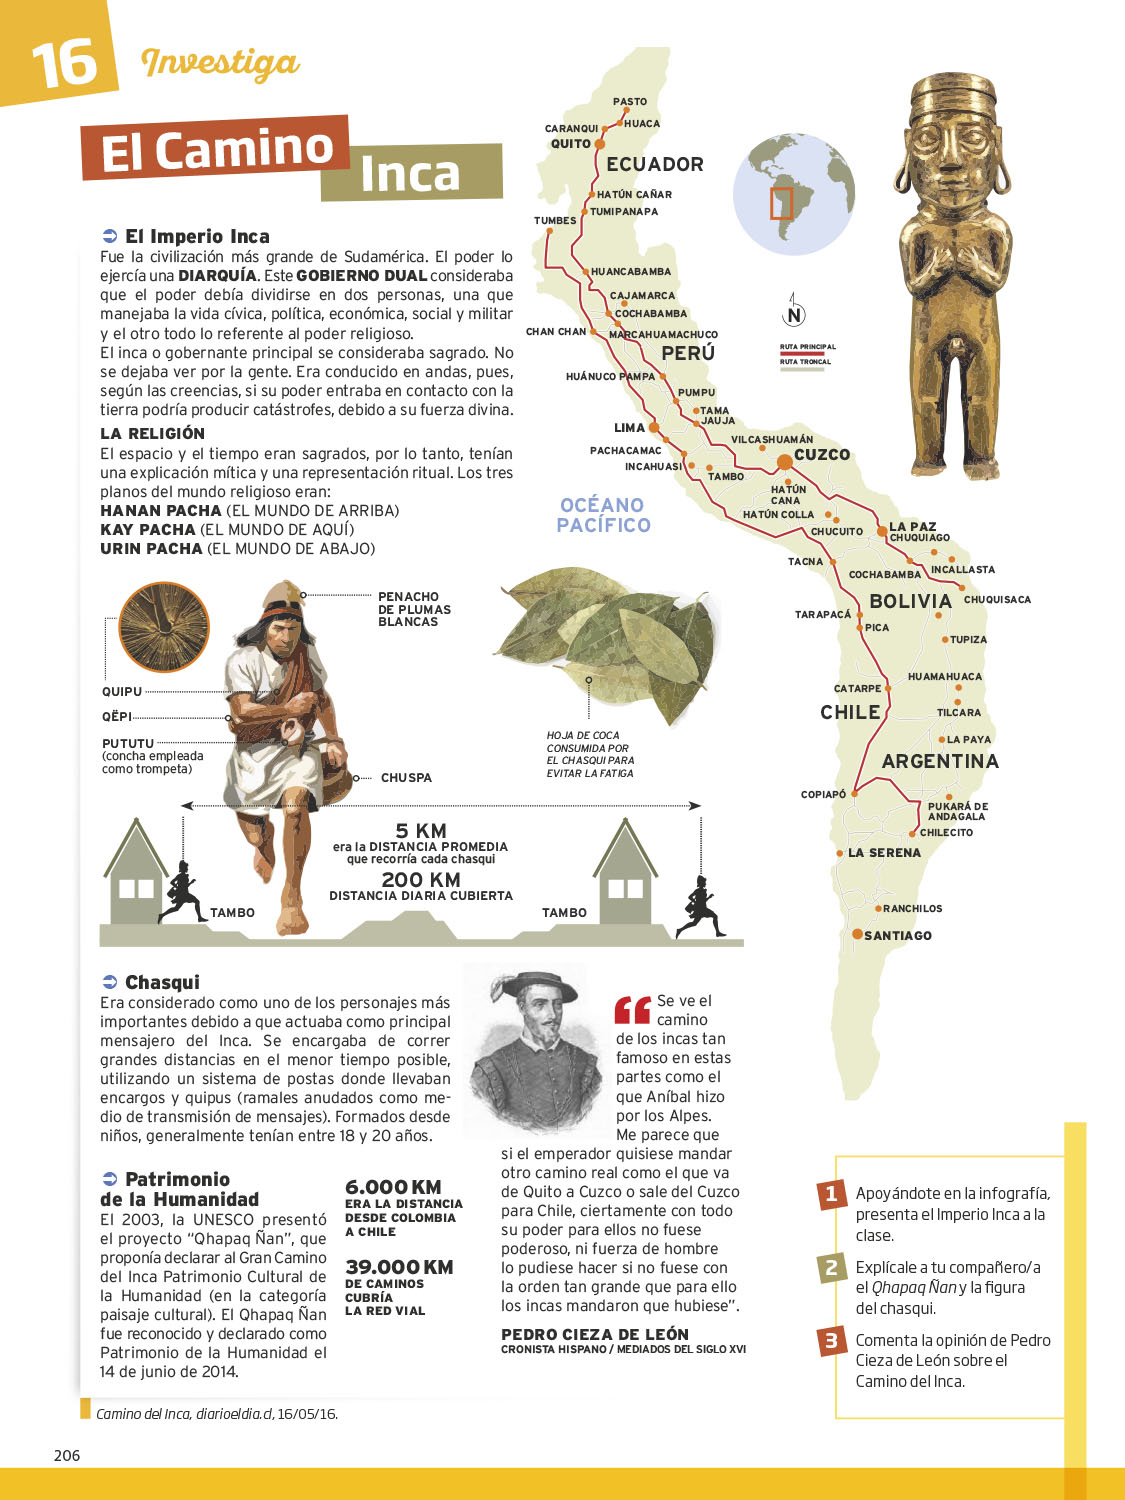 16
Investiga
El Camino
Inca
El Imperio Inca
Fue la civilización más grande de Sudamérica. El poder lo
ejercía una DIARQUÍA. Este GOBIERNO DUAL consideraba
que el poder debía dividirse en dos personas, una que
manejaba la vida cívica, política, económica, social y militar
y el otro todo lo referente al poder religioso.
El inca o gobernante principal se consideraba sagrado. No
se dejaba ver por la gente. Era conducido en andas, pues,
según las creencias, si su poder entraba en contacto con la
tierra podría producir catástrofes, debido a su fuerza divina.
LA RELIGIÓN
El espacio y el tiempo eran sagrados, por lo tanto, tenían
una explicación mítica y una representación ritual. Los tres
planos del mundo religioso eran:
HANAN PACHA (EL MUNDO DE ARRIBA)
KAY PACHA (EL MUNDO DE AQUÍ)
URIN PACHA (EL MUNDO DE ABAJO)
PENACHO
DE PLUMAS
BLANCAS
QUIPU
QËPI
PUTUTU
(concha empleada
como trompeta)
CHUSPA
HOJA DE COCA
CONSUMIDA POR
EL CHASQUI PARA
EVITAR LA FATIGA
5 KM
era la DISTANCIA PROMEDIA
que recorría cada chasqui
200 KM
DISTANCIA DIARIA CUBIERTA
TAMBO
TAMBO
PASTO
HUACA
CARANQUI
QUITO
ECUADOR
HATÚN CAÑAR
TUMIPANAPA
TUMBES
HUANCABAMBA
CAJAMARCA
COCHABAMBA
CHAN CHAN
MARCAHUAMACHUCO
PERÚ
HUÁNUCO PAMPA
PUMPU
TAMA
JAUJA
LIMA
VILCASHUAMÁN
PACHACAMAC
CUZCO
INCAHUASI
TAMBO
HATÚN
CANA
OCÉANO
PACÍFICO
HATÚN COLLA
CHUCUITO
LA PAZ
CHUQUIAGO
TACNA
COCHABAMBA
INCALLASTA
BOLIVIA
CHUQUISACA
TARAPACÁ
PICA
TUPIZA
HUAMAHUACA
CATARPE
CHILE
TILCARA
LA PAYA
ARGENTINA
COPIAPÓ
PUKARÁ DE
ANDAGALA
CHILECITO
LA SERENA
RANCHILOS
SANTIAGO
N
RUTA PRINCIPAL
RUTA TRONCAL
Chasqui
Era considerado como uno de los personajes más
importantes debido a que actuaba como principal
mensajero del Inca. Se encargaba de correr
grandes distancias en el menor tiempo posible,
utilizando un sistema de postas donde llevaban
encargos y quipus (ramales anudados como me-
dio de transmisión de mensajes). Formados desde
niños, generalmente tenían entre 18 y 20 años.
Patrimonio
de la Humanidad
El 2003, la UNESCO presentó
el proyecto “Qhapaq Ñan”, que
proponía declarar al Gran Camino
del Inca Patrimonio Cultural de
la Humanidad (en la categoría
paisaje cultural). El Qhapaq Ñan
fue reconocido y declarado como
Patrimonio de la Humanidad el
14 de junio de 2014.
6.000 KM
ERA LA DISTANCIA
DESDE COLOMBIA
A CHILE
39.000 KM
DE CAMINOS
CUBRÍA
LA RED VIAL
“ Se ve el
camino
de los incas tan
famoso en estas
partes como el
que Aníbal hizo
por los Alpes.
Me parece que
si el emperador quisiese mandar
otro camino real como el que va
de Quito a Cuzco o sale del Cuzco
para Chile, ciertamente con todo
su poder para ellos no fuese
poderoso, ni fuerza de hombre
lo pudiese hacer si no fuese con
la orden tan grande que para ello
los incas mandaron que hubiese”.
PEDRO CIEZA DE LEÓN
CRONISTA HISPANO / MEDIADOS DEL SIGLO XVI
1 Apoyándote en la infografía,
presenta el Imperio Inca a la
clase.
2 Explícale a tu compañero/a
el Qhapaq Ñan y la figura
del chasqui.
3 Comenta la opinión de Pedro
Cieza de León sobre el
Camino del Inca.
Camino del Inca, diarioeldia.cl, 16/05/16.
206